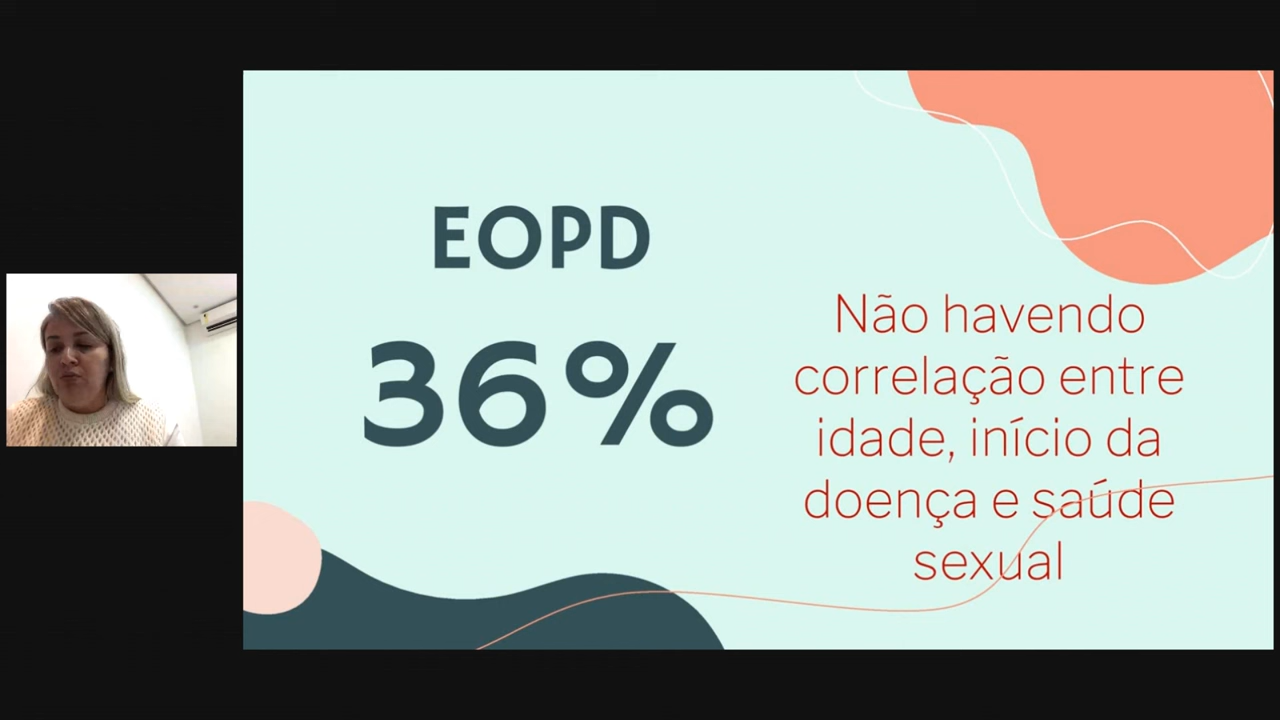 EOPD
36%
Não havendo
correlação entre
idade, início da
doença e saúde
sexual